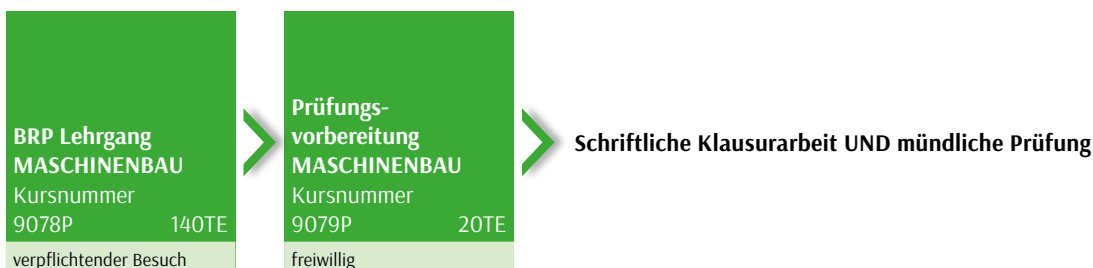 BRP Lehrgang
MASCHINENBAU
Kursnummer
9078P 140TE
verpflichtender Besuch
Prüfungs-
vorbereitung
MASCHINENBAU
Kursnummer
9079P 20TE
freiwillig
Schriftliche Klausurarbeit UND mündliche Prüfung